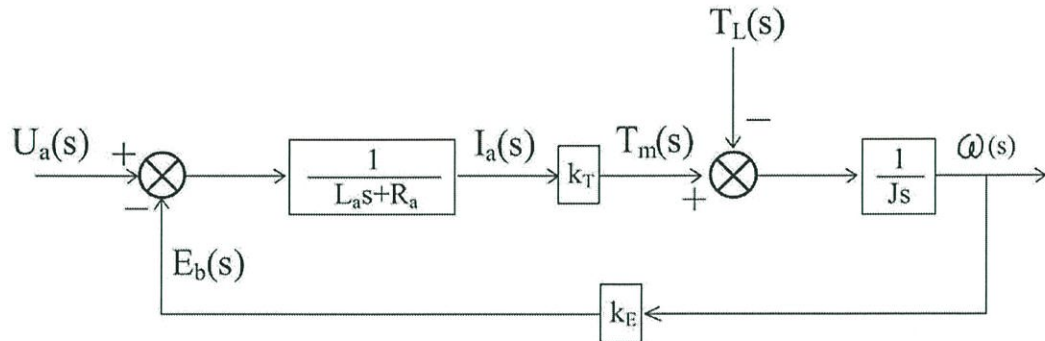 T_L(s)
−
U_a(s)
+
−
1
L_as+R_a
I_a(s)
k_T
T_m(s)
+
1
Js
ω(s)
E_b(s)
k_E